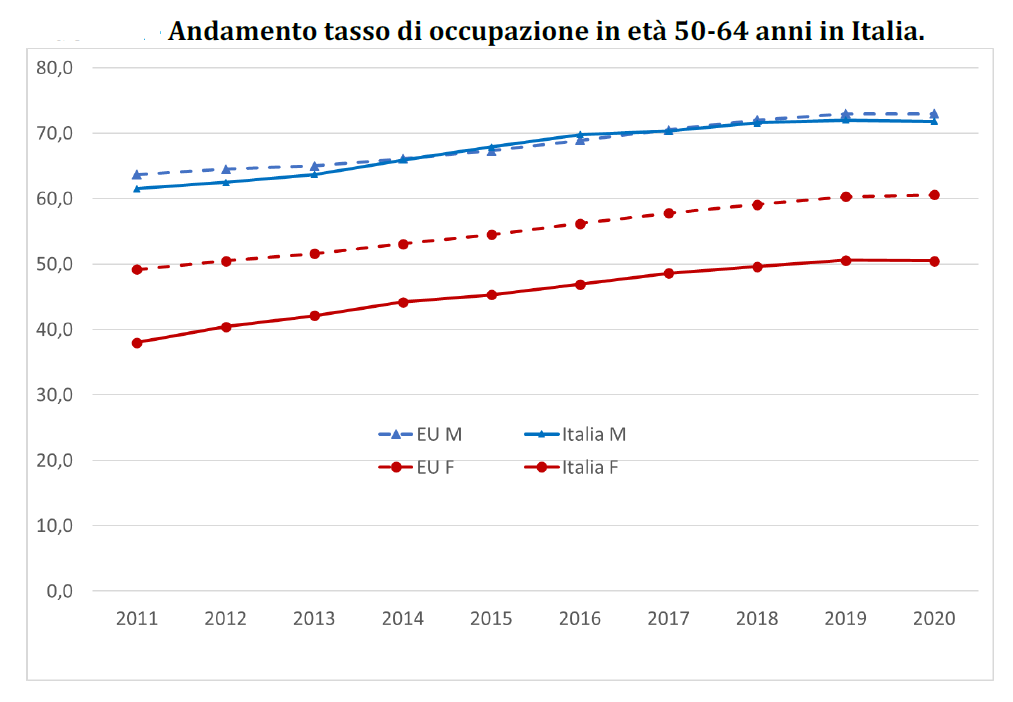 Andamento tasso di occupazione in età 50-64 anni in Italia.
80,0
70,0
60,0
50,0
40,0
30,0
20,0
10,0
0,0
EU M Italia M
EU F Italia F
2011 2012 2013 2014 2015 2016 2017 2018 2019 2020